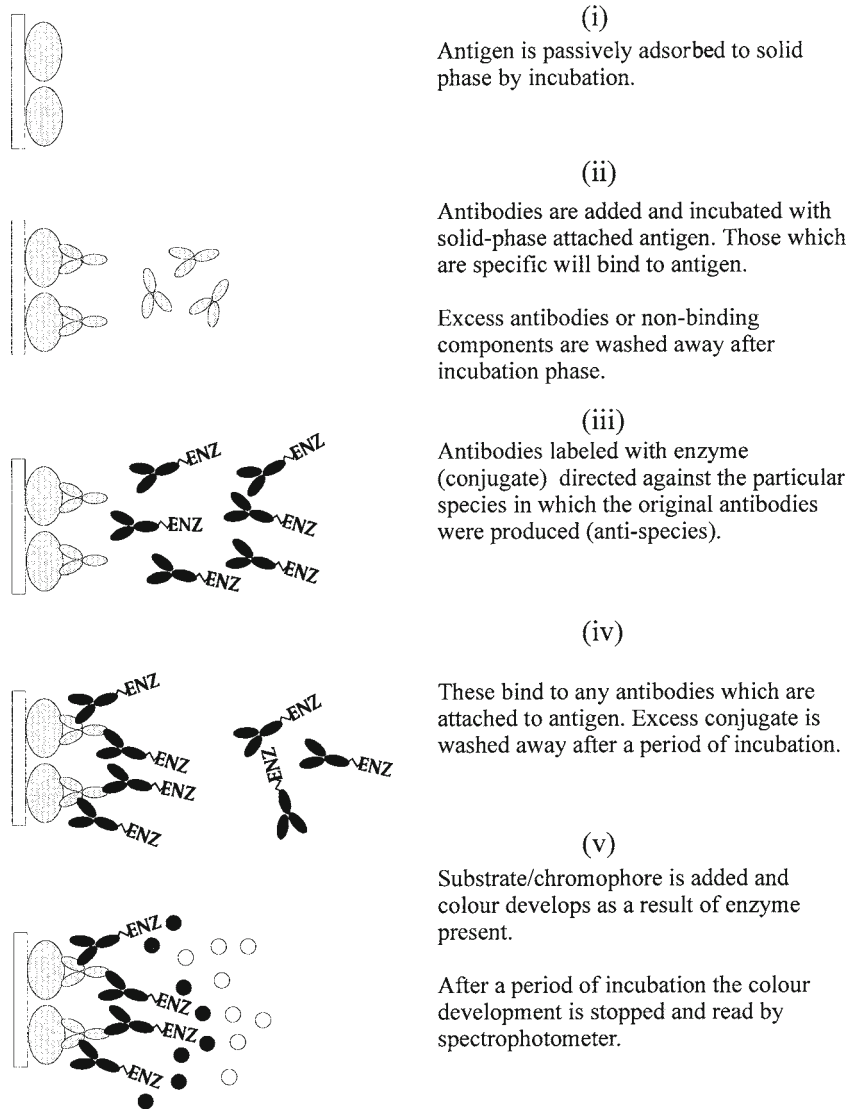 (i)
Antigen is passively adsorbed to solid
phase by incubation.
(ii)
Antibodies are added and incubated with
solid-phase attached antigen. Those which
are specific will bind to antigen.
Excess antibodies or non-binding
components are washed away after
incubation phase.
(iii)
Antibodies labeled with enzyme
(conjugate) directed against the particular
species in which the original antibodies
were produced (anti-species).
ENZ
ENZ
ENZ
ENZ
ENZ
ENZ
(iv)
These bind to any antibodies which are
attached to antigen. Excess conjugate is
washed away after a period of incubation.
ENZ
ENZ
ENZ
ENZ
ENZ
ENZ
ENZ
(v)
Substrate/chromophore is added and
colour develops as a result of enzyme
present.
After a period of incubation the colour
development is stopped and read by
spectrophotometer.
ENZ
ENZ
ENZ
ENZ